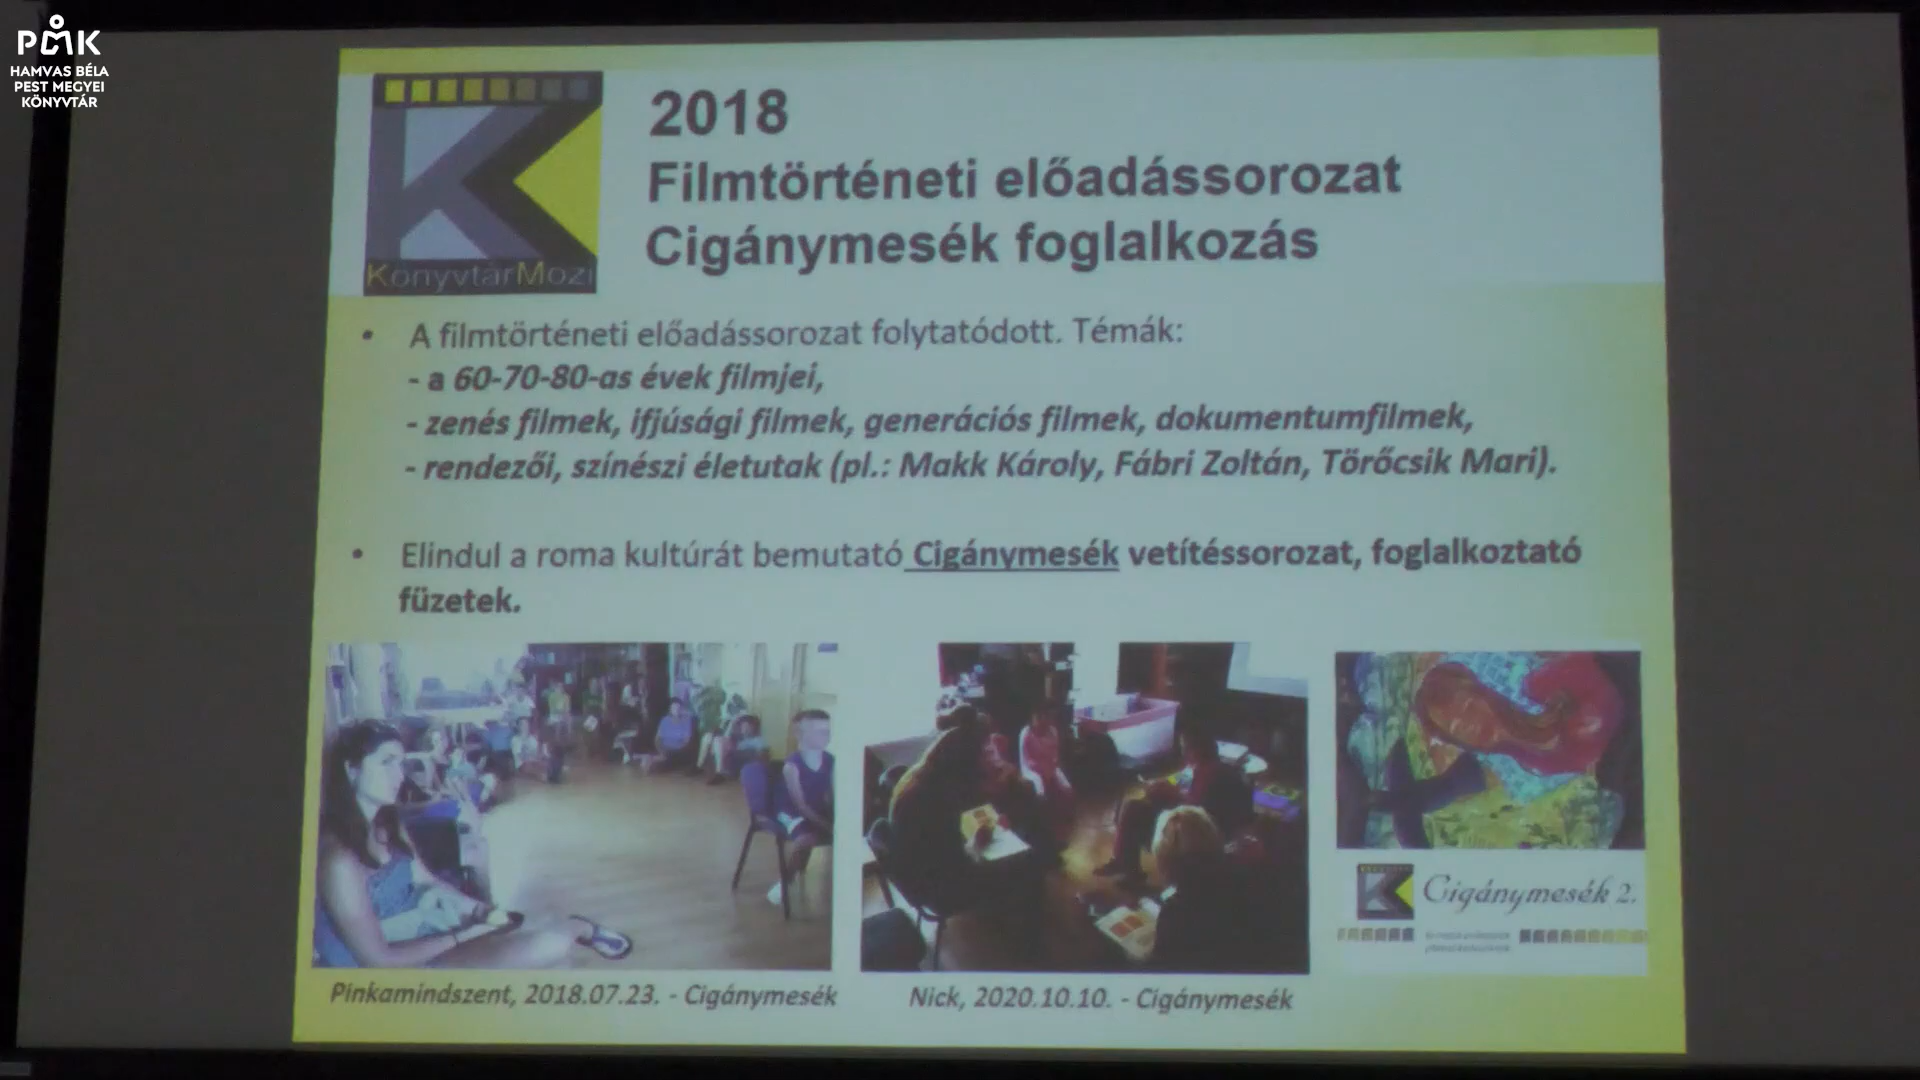 PMK
HAMVAS BÉLA
PEST MEGYEI
KÖNYVTÁR
KönyvtárMozi
2018
Filmtörténeti előadássorozat
Cigánymesék foglalkozás
• A filmtörténeti előadássorozat folytatódott. Témák:
- a 60-70-80-as évek filmjei,
- zenés filmek, ifjúsági filmek, generációs filmek, dokumentumfilmek,
- rendezői, színészi életutak (pl.: Makk Károly, Fábri Zoltán, Törőcsik Mari).
• Elindul a roma kultúrát bemutató Cigánymesék vetítéssorozat, foglalkoztató
füzetek.
Cigánymesék 2.
Pinkamindszent, 2018.07.23. - Cigánymesék
Nick, 2020.10.10. - Cigánymesék